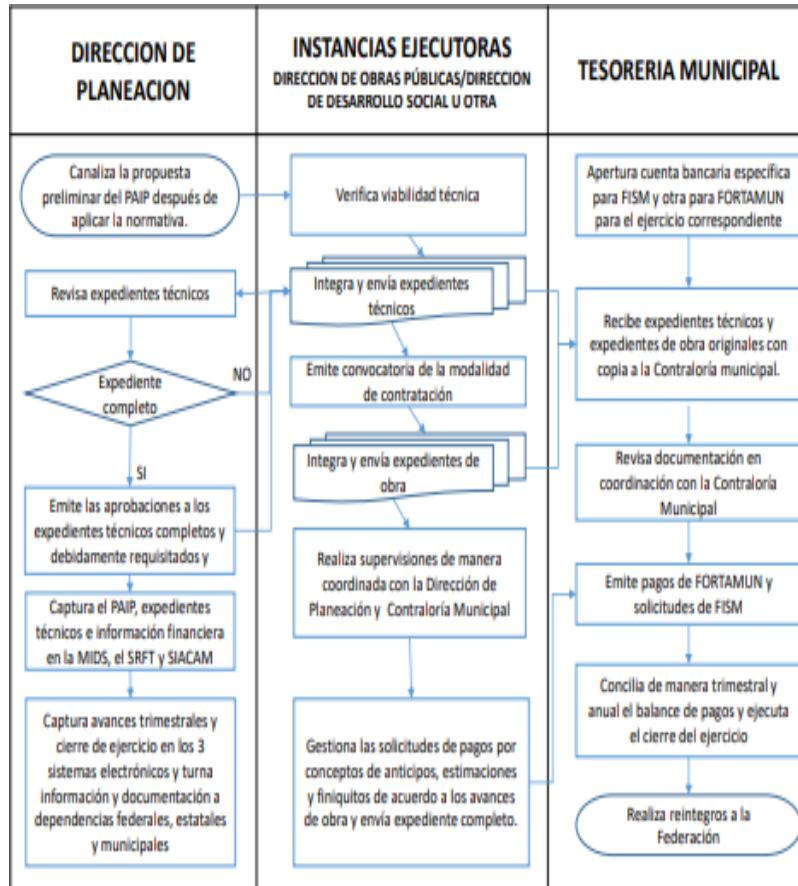 DIRECCION DE
PLANEACION
INSTANCIAS EJECUTORAS
DIRECCION DE OBRAS PÚBLICAS/DIRECCION
DE DESARROLLO SOCIAL U OTRA
TESORERIA MUNICIPAL
Canaliza la propuesta
preliminar del PAIP después de
aplicar la normativa.
Revisa expedientes técnicos
Expediente
completo
NO
SI
Emite las aprobaciones a los
expedientes técnicos completos y
debidamente requisitados y
Captura el PAIP, expedientes
técnicos e información financiera
en la MIDS, el SRFT y SIACAM
Captura avances trimestrales y
cierre de ejercicio en los 3
sistemas electrónicos y turna
información y documentación a
dependencias federales, estatales
y municipales
Verifica viabilidad técnica
Integra y envía expedientes
técnicos
Emite convocatoria de la modalidad
de contratación
Integra y envía expedientes de
obra
Realiza supervisiones de manera
coordinada con la Dirección de
Planeación y Contraloría Municipal
Gestiona las solicitudes de pagos por
conceptos de anticipos, estimaciones
y finiquitos de acuerdo a los avances
de obra y envía expediente completo.
Apertura cuenta bancaria específica
para FISM y otra para FORTAMUN
para el ejercicio correspondiente
Recibe expedientes técnicos y
expedientes de obra originales con
copia a la Contraloría municipal.
Revisa documentación en
coordinación con la Contraloría
Municipal
Emite pagos de FORTAMUN y
solicitudes de FISM
Concilia de manera trimestral y
anual el balance de pagos y ejecuta
el cierre del ejercicio
Realiza reintegros a la
Federación